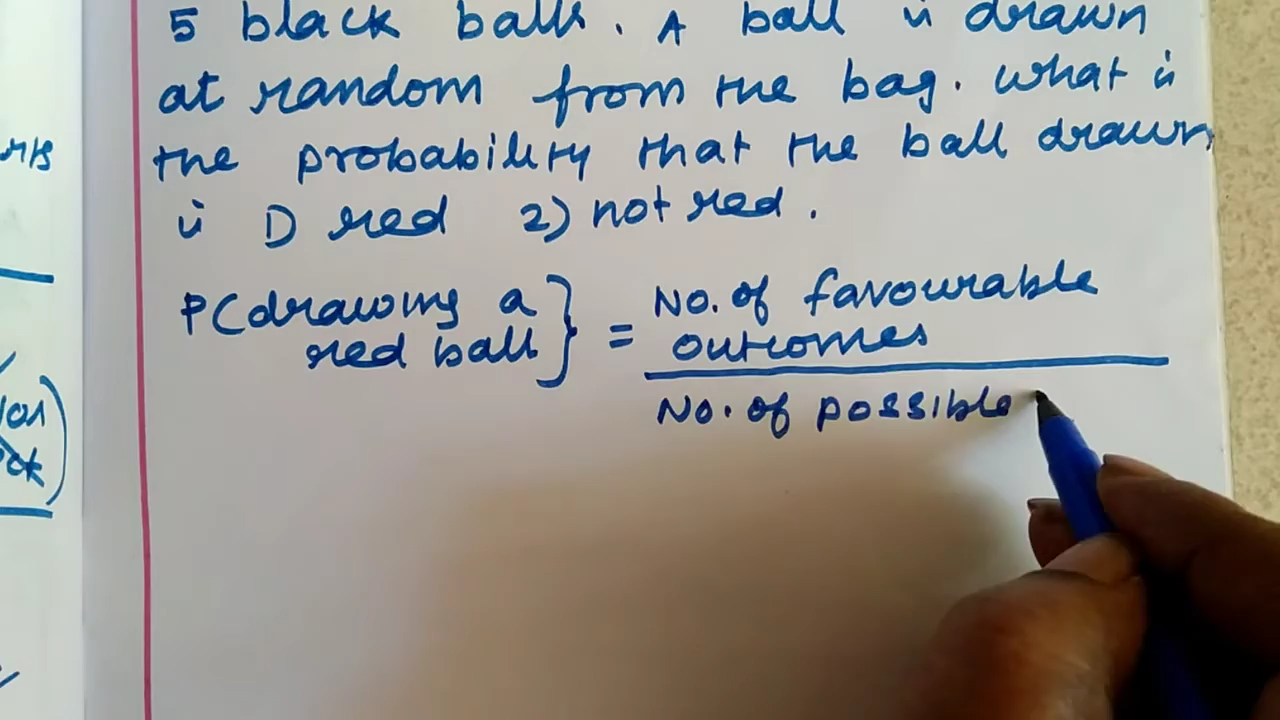 5 black balls. A ball is drawn
at random from the bag. What is
the probability that the ball drawn
is 1) red 2) not red.
P(drawing a
red ball} = No. of favourable
outcomes
No. of possible